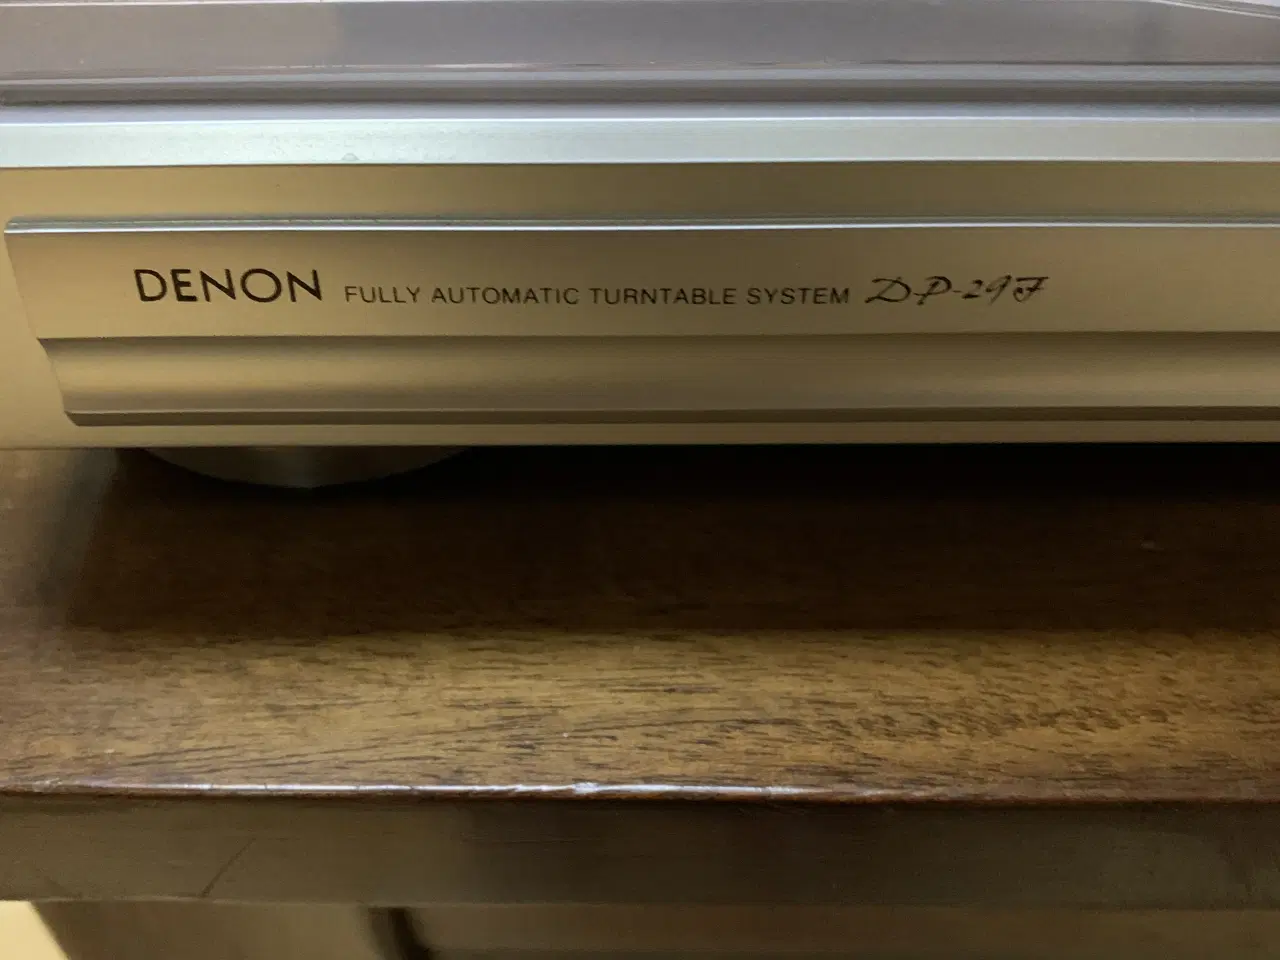 DENON FULLY AUTOMATIC TURNTABLE SYSTEM DP-29F